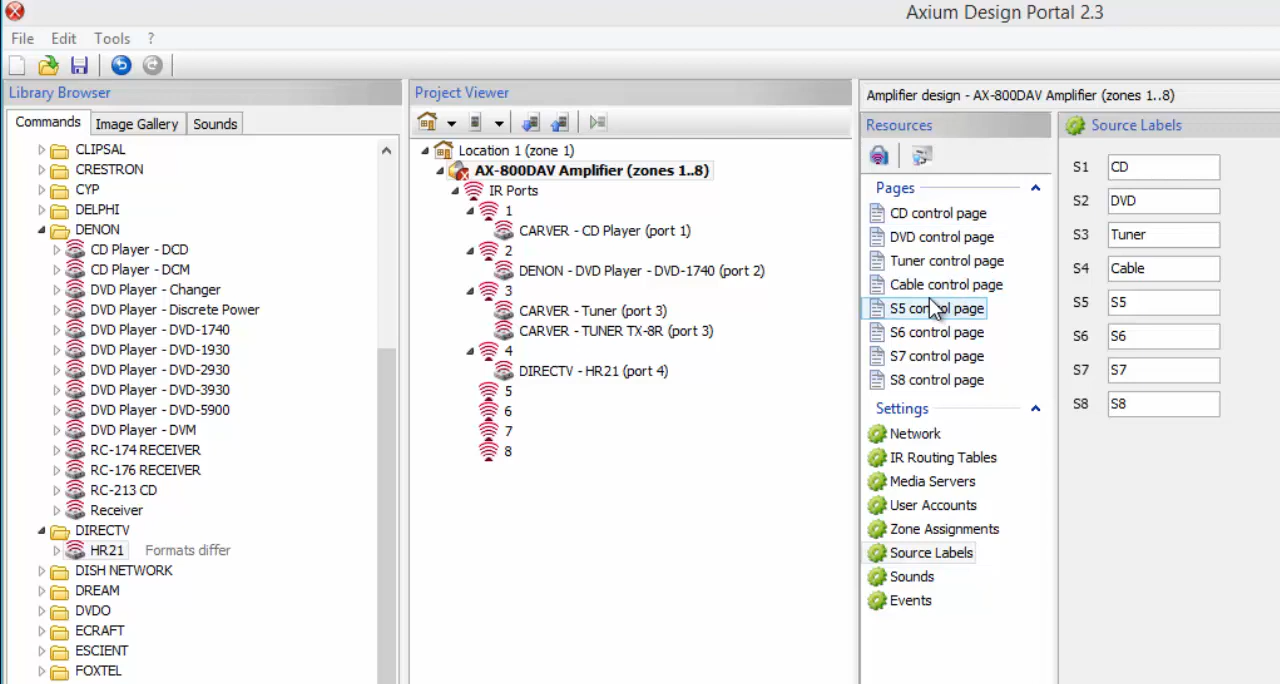 Axium Design Portal 2.3
File Edit Tools ?
Library Browser
Commands Image Gallery Sounds
CLIPSAL
CRESTRON
CYP
DELPHI
DENON
CD Player - DCD
CD Player - DCM
DVD Player - Changer
DVD Player - Discrete Power
DVD Player - DVD-1740
DVD Player - DVD-1930
DVD Player - DVD-2930
DVD Player - DVD-3930
DVD Player - DVD-5900
DVD Player - DVM
RC-174 RECEIVER
RC-176 RECEIVER
RC-213 CD
Receiver
DIRECTV
HR21 Formats differ
DISH NETWORK
DREAM
DVDO
ECRAFT
ESCIENT
FOXTEL
Project Viewer
Location 1 (zone 1)
AX-800DAV Amplifier (zones 1..8)
IR Ports
1
CARVER - CD Player (port 1)
2
DENON - DVD Player - DVD-1740 (port 2)
3
CARVER - Tuner (port 3)
CARVER - TUNER TX-8R (port 3)
4
DIRECTV - HR21 (port 4)
5
6
7
8
Amplifier design - AX-800DAV Amplifier (zones 1..8)
Resources
Pages
CD control page
DVD control page
Tuner control page
Cable control page
S5 control page
S6 control page
S7 control page
S8 control page
Settings
Network
IR Routing Tables
Media Servers
User Accounts
Zone Assignments
Source Labels
Sounds
Events
Source Labels
S1 CD
S2 DVD
S3 Tuner
S4 Cable
S5 S5
S6 S6
S7 S7
S8 S8